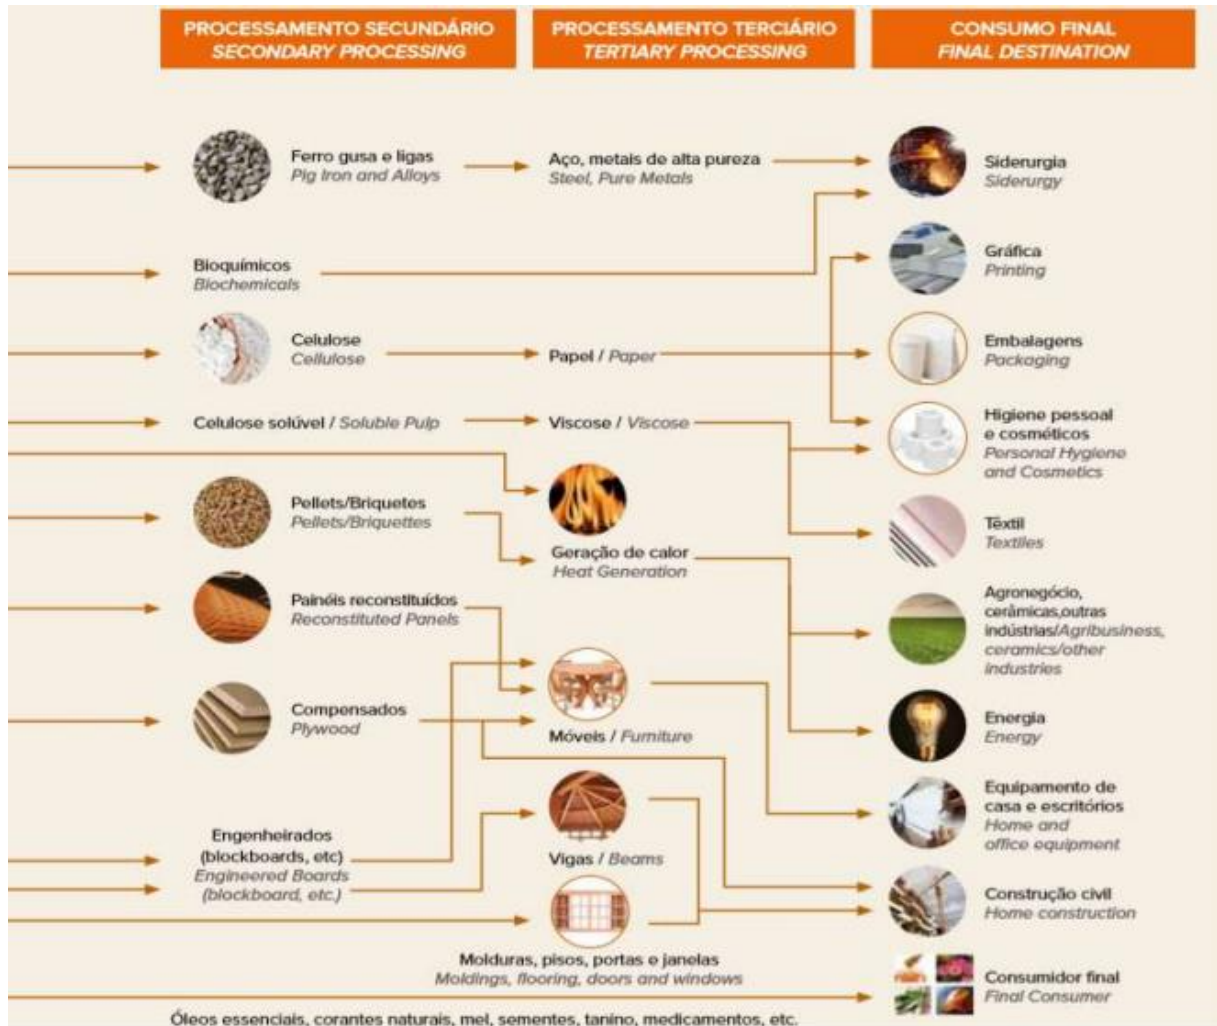 PROCESSAMENTO SECUNDÁRIO
SECONDARY PROCESSING
PROCESSAMENTO TERCIÁRIO
TERTIARY PROCESSING
CONSUMO FINAL
FINAL DESTINATION
Ferro gusa e ligas
Pig Iron and Alloys
Aço, metais de alta pureza
Steel, Pure Metals
Siderurgia
Siderurgy
Bioquímicos
Biochemicals
Gráfica
Printing
Celulose
Cellulose
Papel / Paper
Embalagens
Packaging
Celulose solúvel / Soluble Pulp
Viscose / Viscose
Higiene pessoal
e cosméticos
Personal Hygiene
and Cosmetics
Pellets/Briquetes
Pellets/Briquettes
Têxtil
Textiles
Geração de calor
Heat Generation
Painéis reconstituídos
Reconstituted Panels
Agronegócio,
cerâmicas,outras
indústrias/Agribusiness,
ceramics/other
industries
Compensados
Plywood
Móveis / Furniture
Energia
Energy
Equipamento de
casa e escritórios
Home and
office equipment
Engenheirados
(blockboards, etc)
Engineered Boards
(blockboard, etc.)
Vigas / Beams
Construção civil
Home construction
Molduras, pisos, portas e janelas
Moldings, flooring, doors and windows
Consumidor final
Final Consumer
Óleos essenciais, corantes naturais, mel, sementes, tanino, medicamentos, etc.